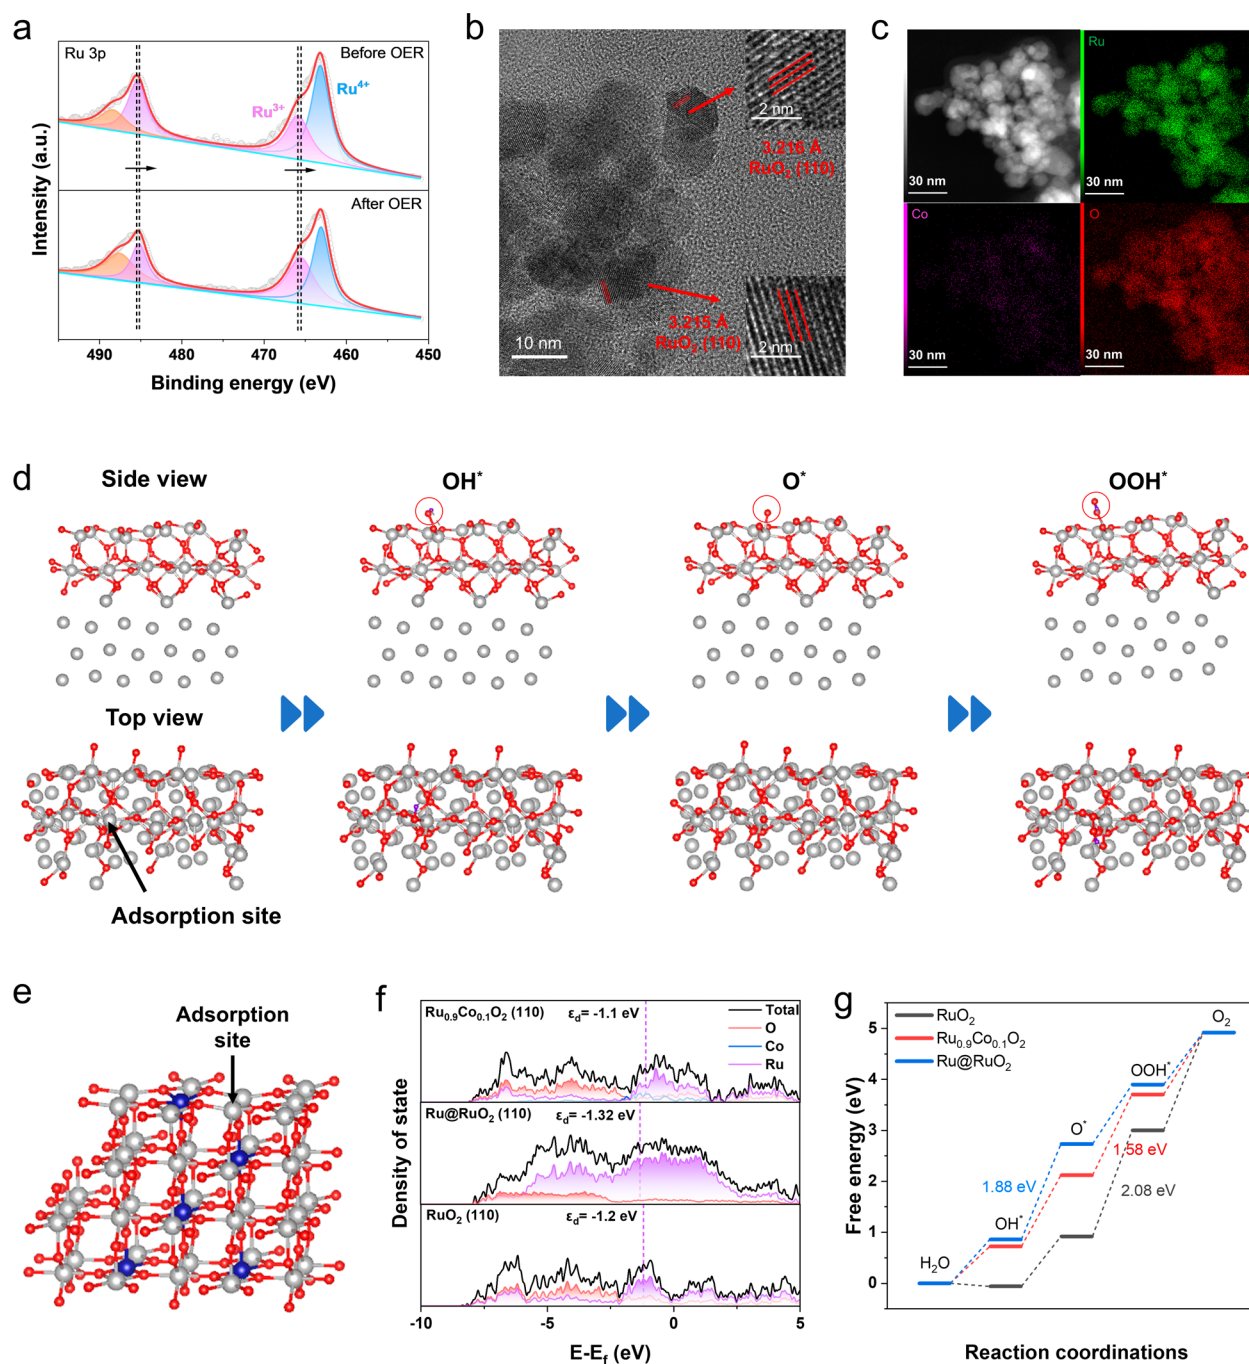 a
Ru 3p
Before OER
Ru³⁺
Ru⁴⁺
After OER
Intensity (a.u.)
490 480 470 460 450
Binding energy (eV)
b
2 nm
3.216 Å
RuO₂ (110)
3.215 Å
RuO₂ (110)
10 nm
2 nm
c
Ru
30 nm
30 nm
Co
O
30 nm
30 nm
d
Side view
OH*
O*
OOH*
Top view
Adsorption site
e
Adsorption
site
f
Ru₀.₉Co₀.₁O₂ (110)
ε_d= -1.1 eV
Total
O
Co
Ru
Ru@RuO₂ (110)
ε_d= -1.32 eV
RuO₂ (110)
ε_d= -1.2 eV
Density of state
-10 -5 0 5
E-E_f (eV)
g
RuO₂
Ru₀.₉Co₀.₁O₂
Ru@RuO₂
O₂
OOH*
O*
1.58 eV
1.88 eV
2.08 eV
OH*
H₂O
5
4
3
2
1
0
Free energy (eV)
Reaction coordinations